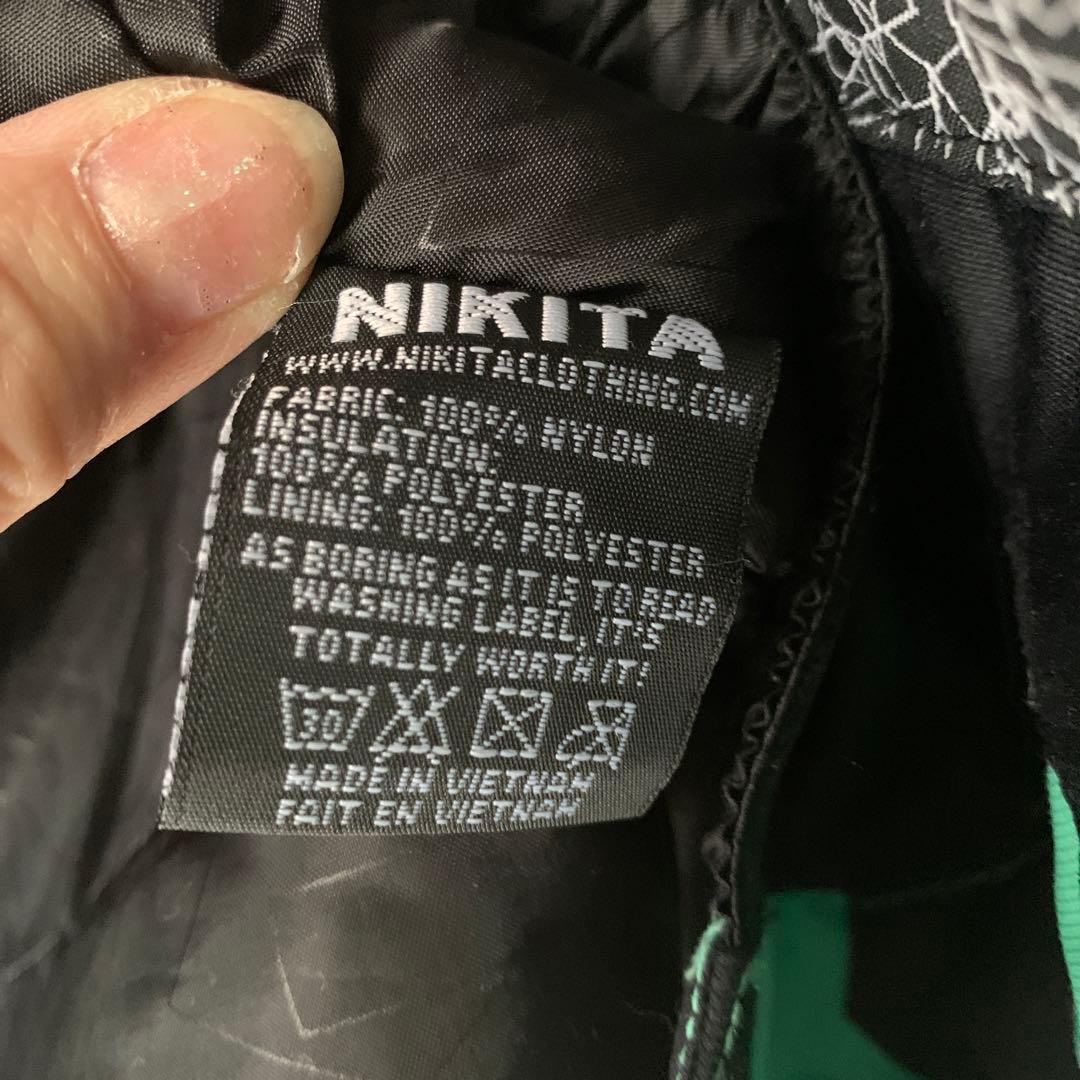 NIKITA
WWW.NIKITACLOTHING.COM
FABRIC: 100% NYLON
INSULATION:
100% POLYESTER
LINING: 100% POLYESTER
AS BORING AS IT IS TO READ
WASHING LABEL, IT'S
TOTALLY WORTH IT!
30
MADE IN VIETNAM
FAIT EN VIETNAM